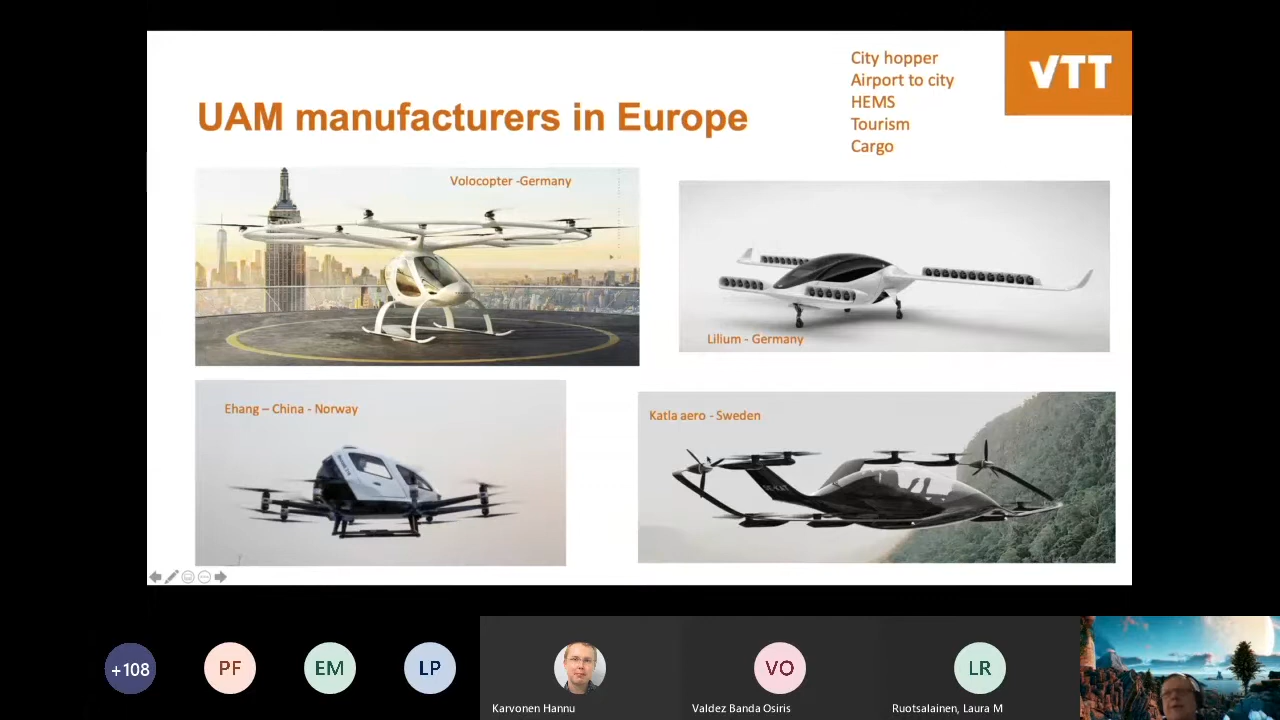 City hopper
Airport to city
HEMS
Tourism
Cargo
VTT
UAM manufacturers in Europe
Volocopter -Germany
Lilium - Germany
Ehang – China - Norway
Katla aero - Sweden
+108
PF
EM
LP
VO
LR
Karvonen Hannu
Valdez Banda Osiris
Ruotsalainen, Laura M